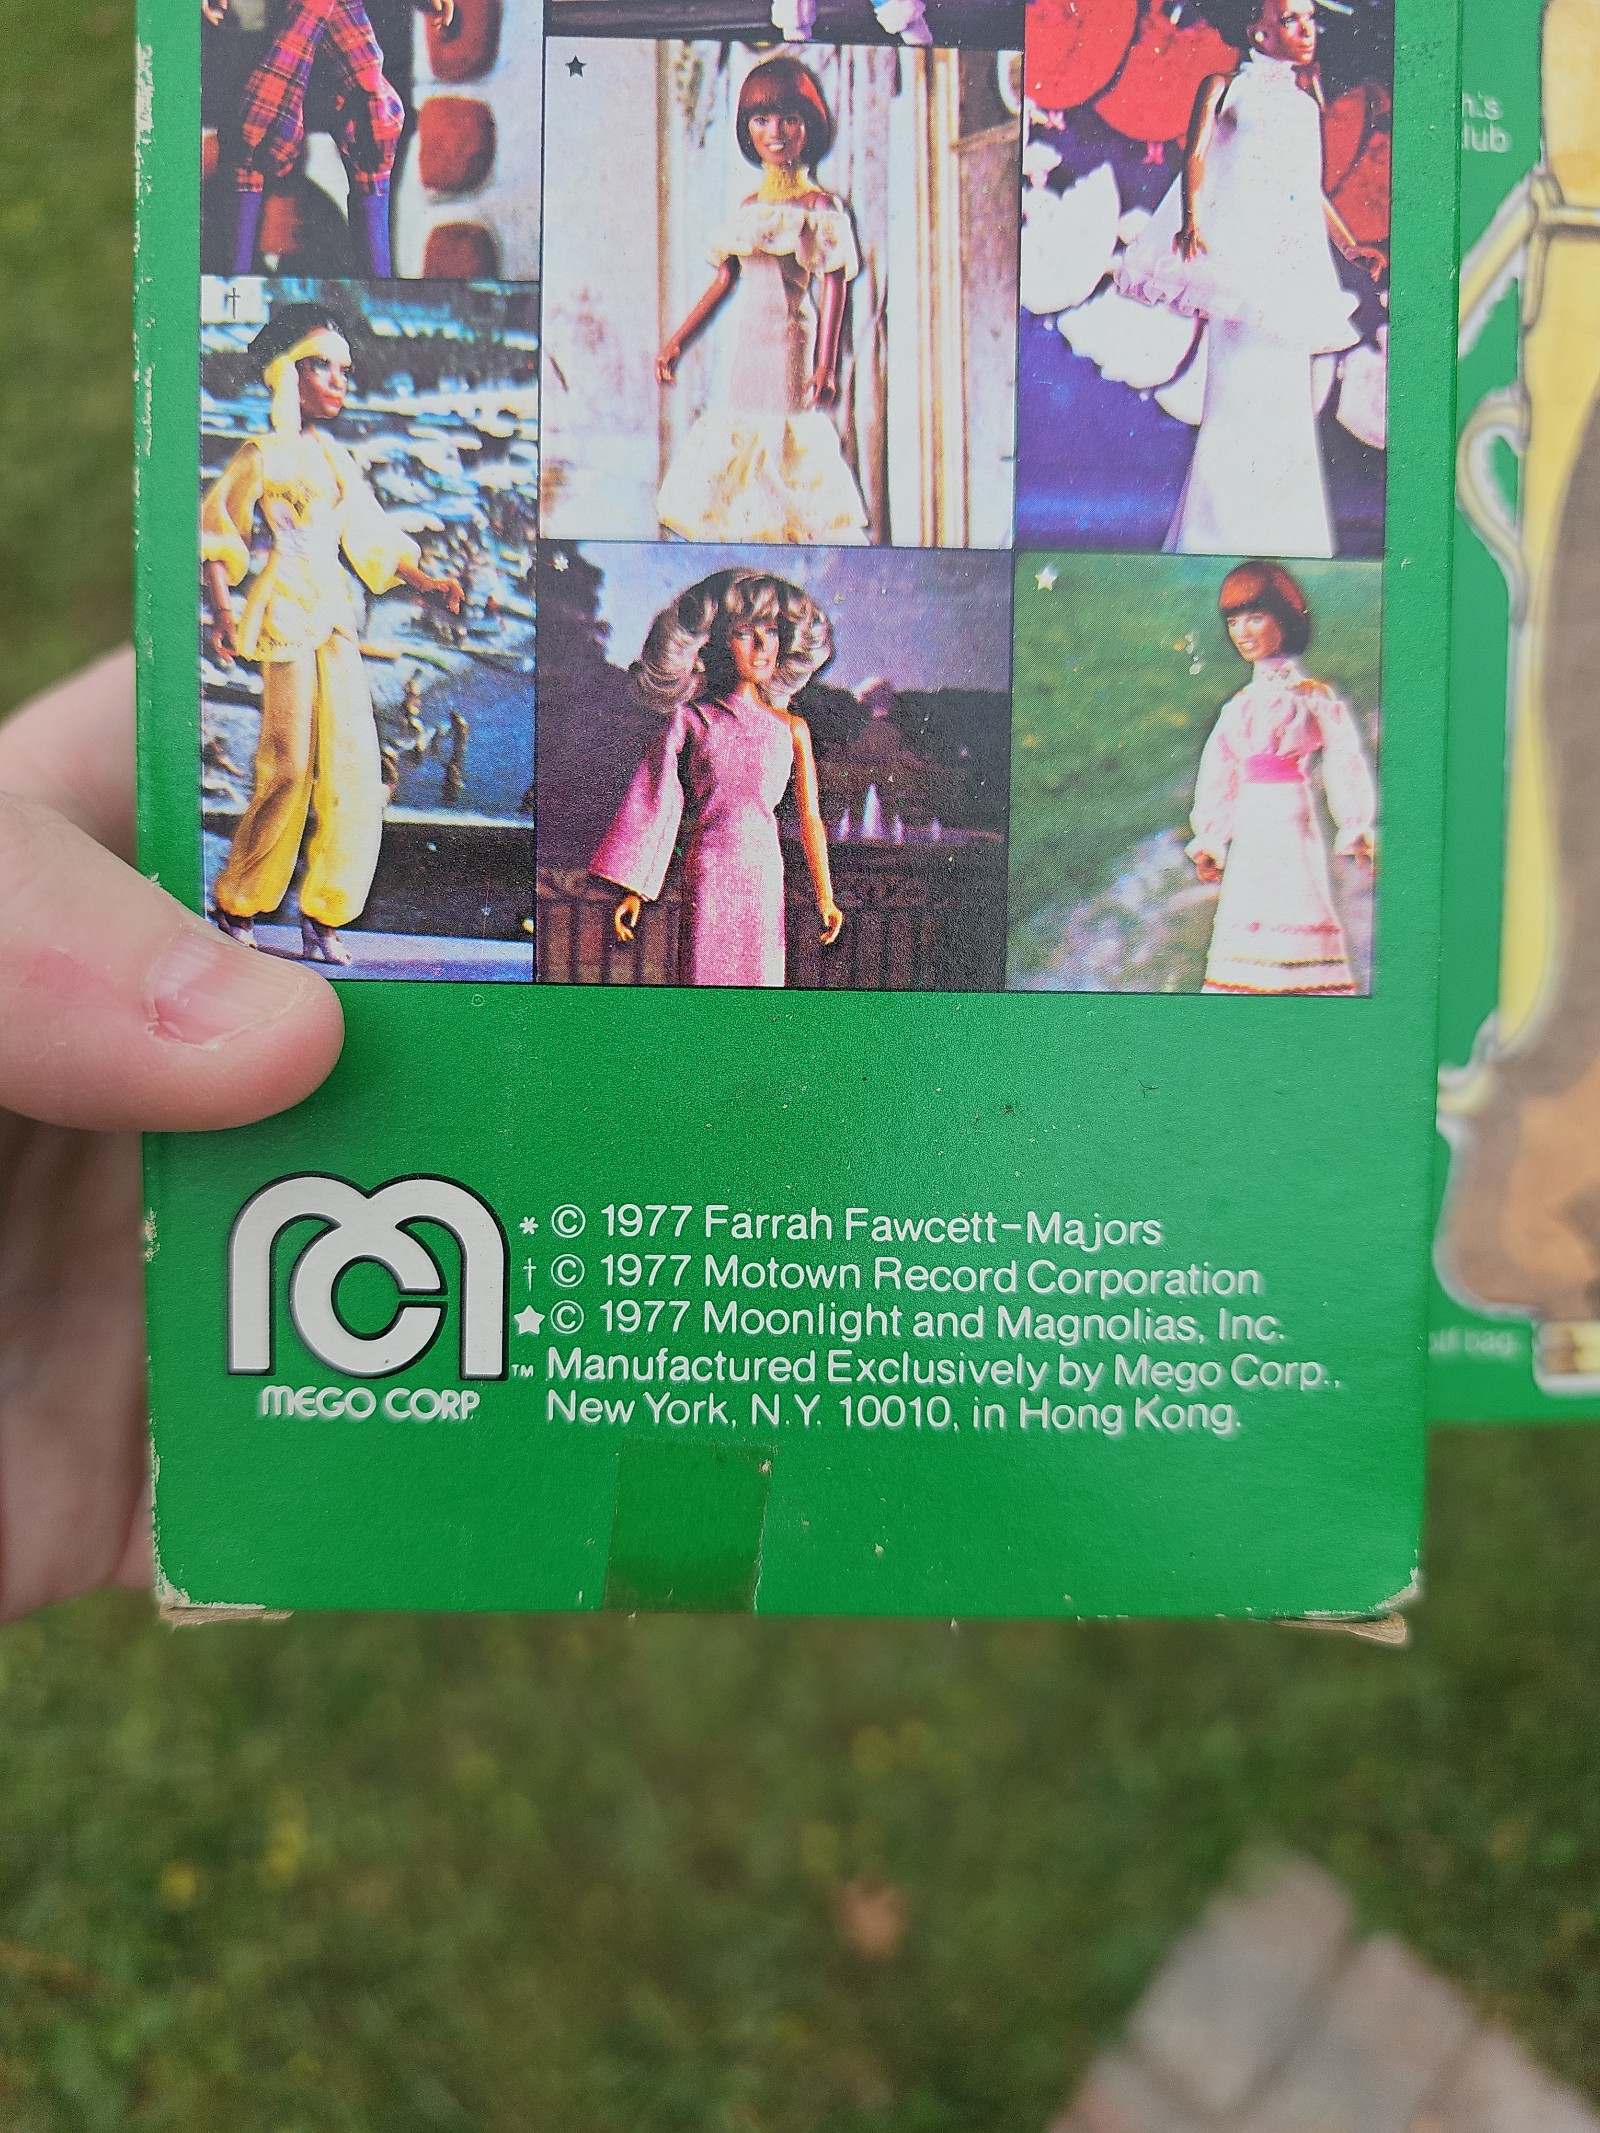 ★
†
*
★
* © 1977 Farrah Fawcett-Majors
† © 1977 Motown Record Corporation
★ © 1977 Moonlight and Magnolias, Inc.
™ Manufactured Exclusively by Mego Corp.,
New York, N.Y. 10010, in Hong Kong.
MC
MEGO CORP